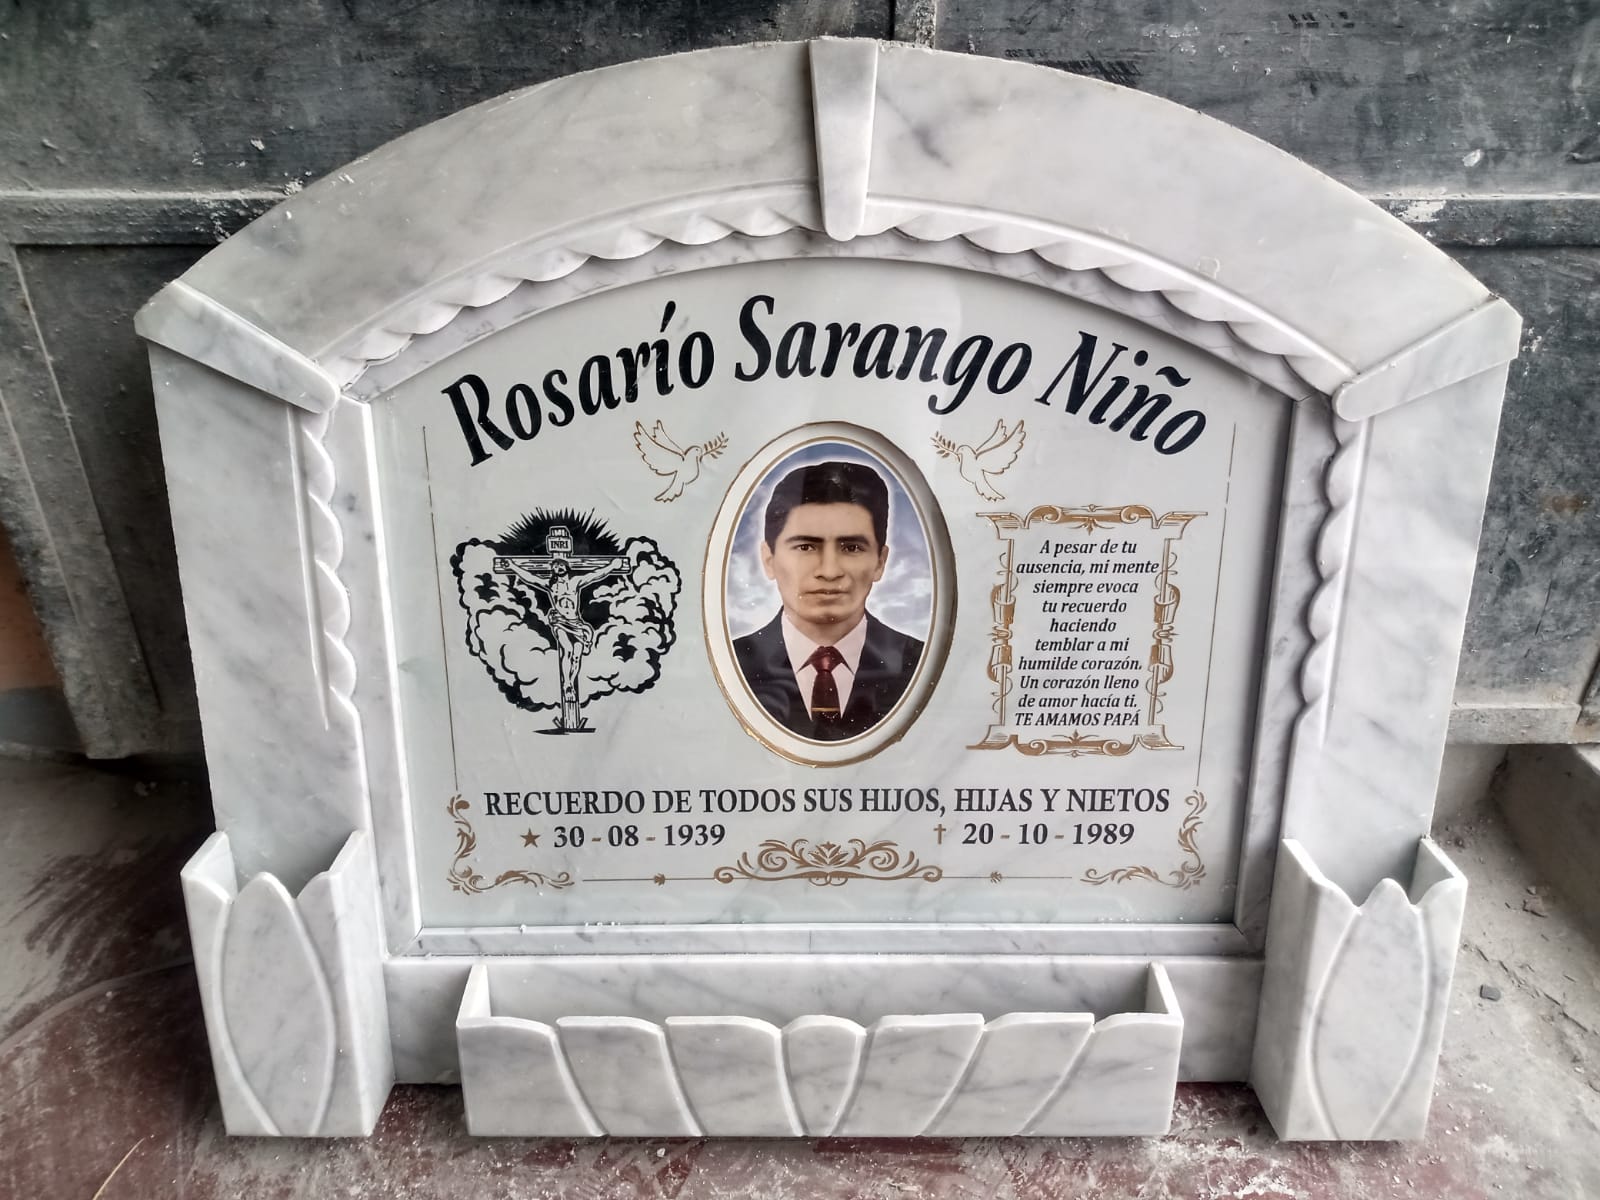 Rosarío Sarango Niño
INRI
A pesar de tu
ausencia, mi mente
siempre evoca
tu recuerdo
haciendo
temblar a mi
humilde corazón.
Un corazón lleno
de amor hacía ti.
TE AMAMOS PAPÁ
RECUERDO DE TODOS SUS HIJOS, HIJAS Y NIETOS
★ 30 - 08 - 1939 † 20 - 10 - 1989